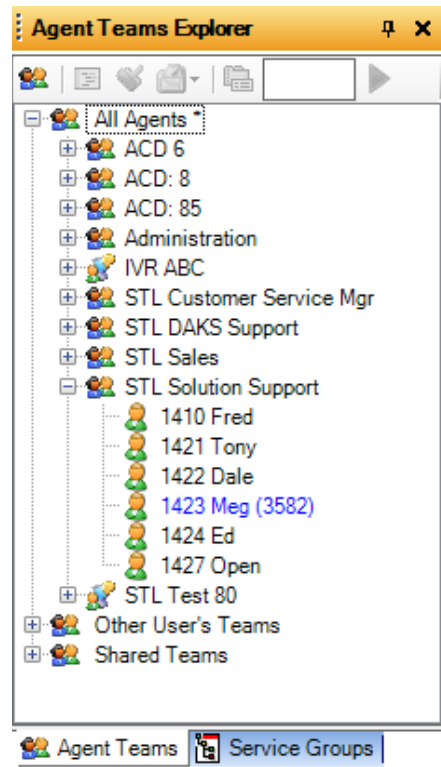 Agent Teams Explorer
All Agents *
ACD 6
ACD: 8
ACD: 85
Administration
IVR ABC
STL Customer Service Mgr
STL DAKS Support
STL Sales
STL Solution Support
1410 Fred
1421 Tony
1422 Dale
1423 Meg (3582)
1424 Ed
1427 Open
STL Test 80
Other User's Teams
Shared Teams
Agent Teams Service Groups